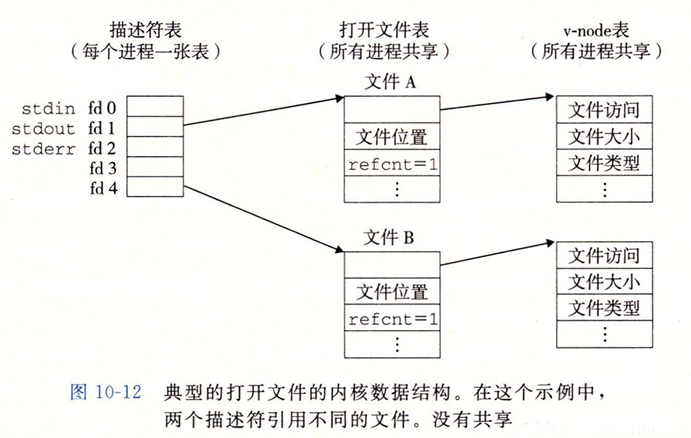 描述符表
（每个进程一张表）
打开文件表
（所有进程共享）
v-node表
（所有进程共享）
文件 A
stdin fd 0
stdout fd 1
stderr fd 2
fd 3
fd 4
文件位置
refcnt=1
⋮
文件访问
文件大小
文件类型
⋮
文件 B
文件位置
refcnt=1
⋮
文件访问
文件大小
文件类型
⋮
图 10-12 典型的打开文件的内核数据结构。在这个示例中，
两个描述符引用不同的文件。没有共享